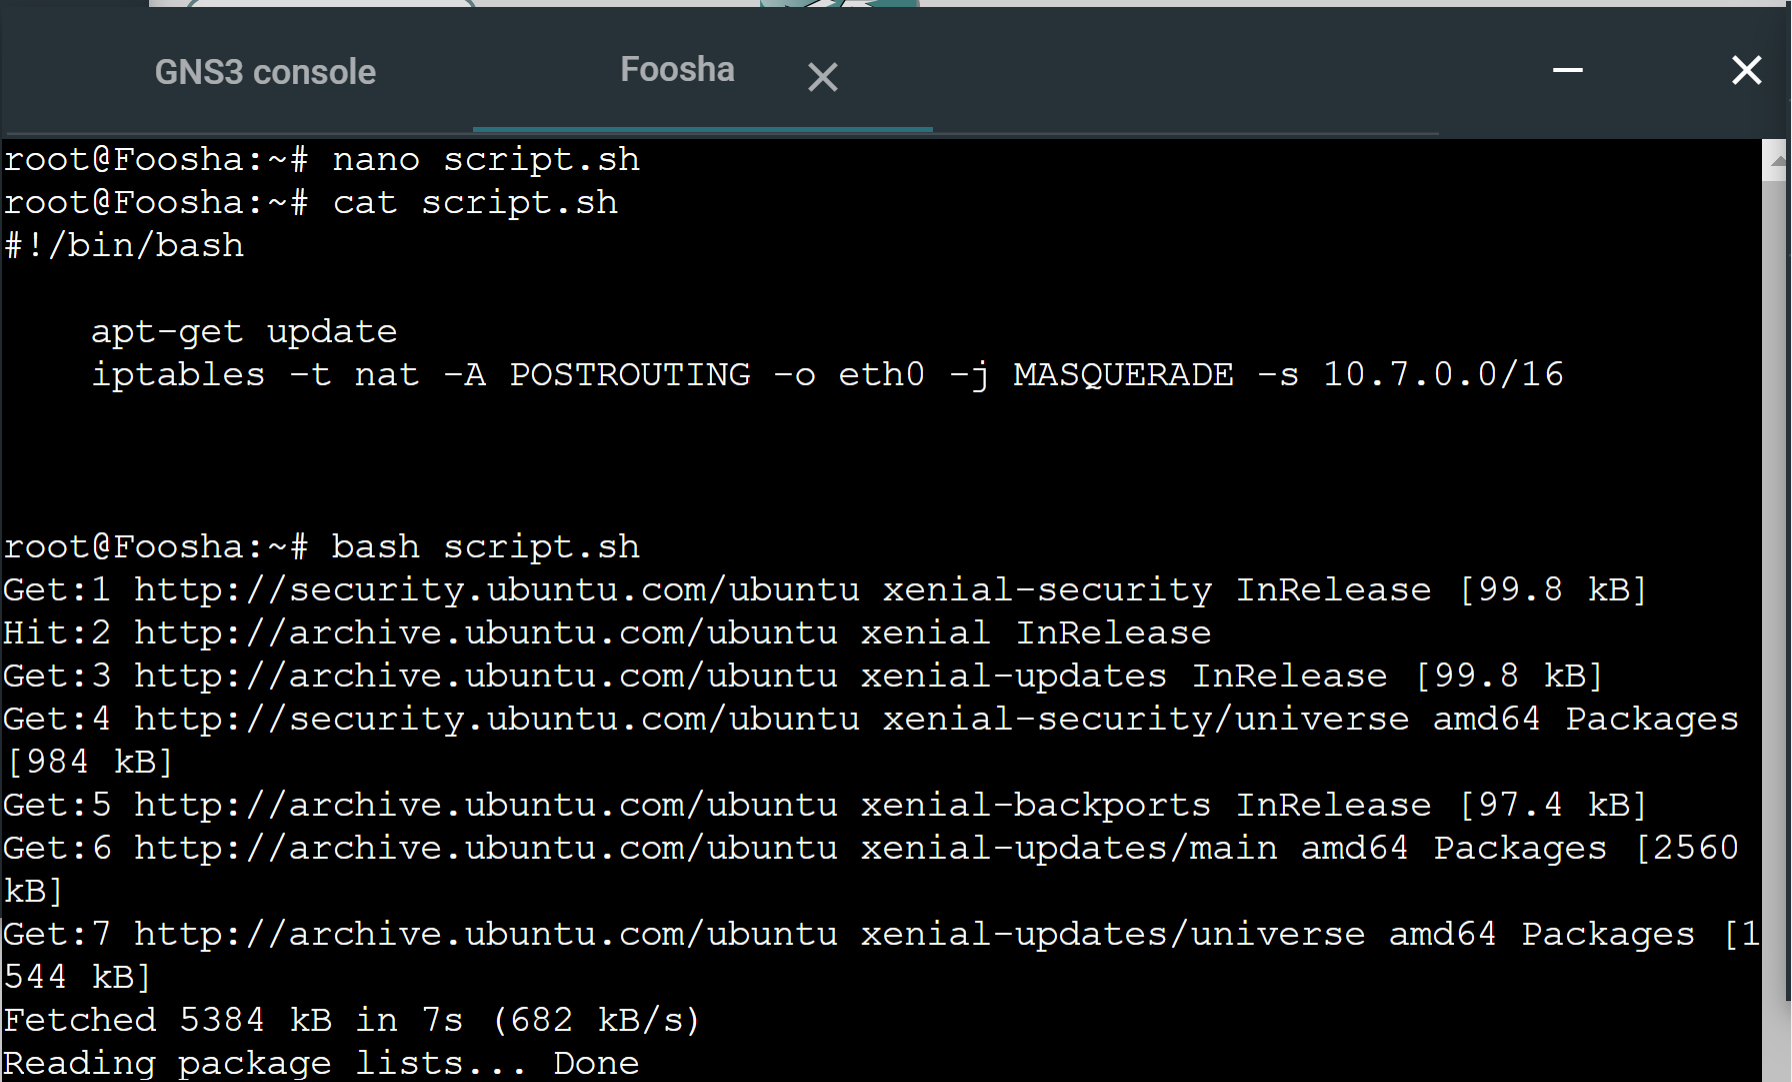 GNS3 console
Foosha
root@Foosha:~# nano script.sh
root@Foosha:~# cat script.sh
#!/bin/bash
    apt-get update
    iptables -t nat -A POSTROUTING -o eth0 -j MASQUERADE -s 10.7.0.0/16
root@Foosha:~# bash script.sh
Get:1 http://security.ubuntu.com/ubuntu xenial-security InRelease [99.8 kB]
Hit:2 http://archive.ubuntu.com/ubuntu xenial InRelease
Get:3 http://archive.ubuntu.com/ubuntu xenial-updates InRelease [99.8 kB]
Get:4 http://security.ubuntu.com/ubuntu xenial-security/universe amd64 Packages
[984 kB]
Get:5 http://archive.ubuntu.com/ubuntu xenial-backports InRelease [97.4 kB]
Get:6 http://archive.ubuntu.com/ubuntu xenial-updates/main amd64 Packages [2560
kB]
Get:7 http://archive.ubuntu.com/ubuntu xenial-updates/universe amd64 Packages [1
544 kB]
Fetched 5384 kB in 7s (682 kB/s)
Reading package lists... Done